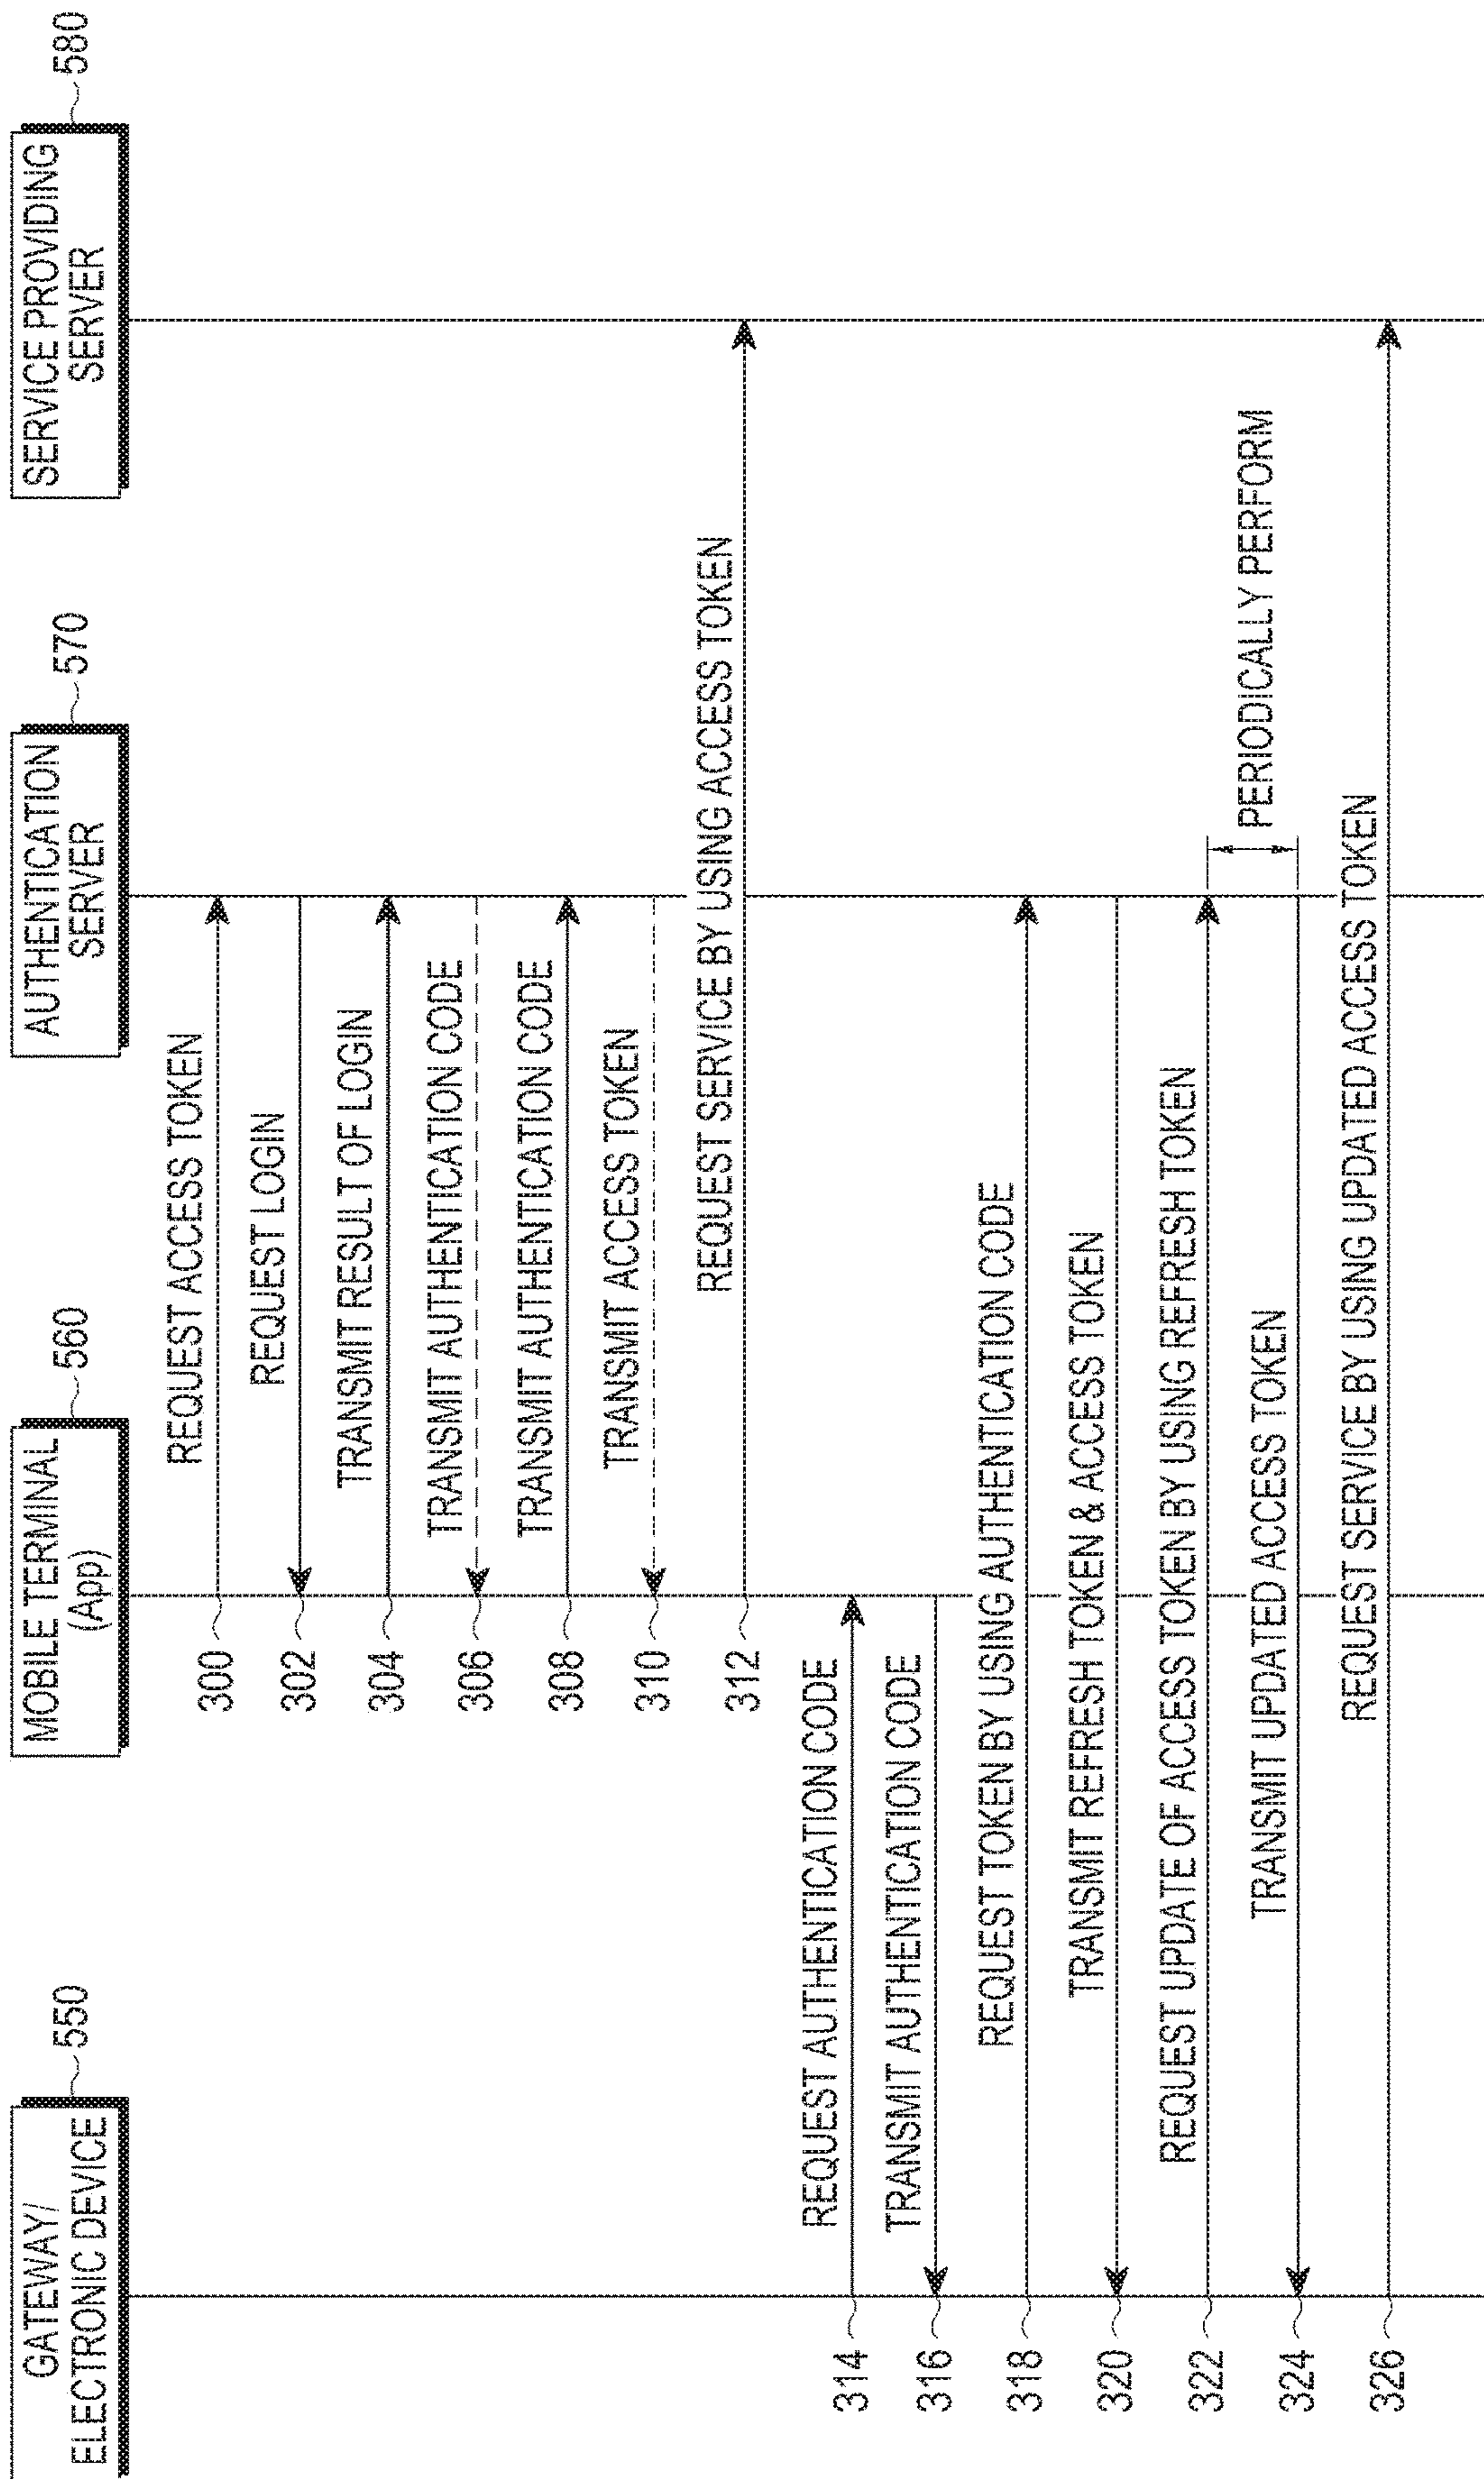 GATEWAY/
ELECTRONIC DEVICE
550
MOBILE TERMINAL
(App)
560
AUTHENTICATION
SERVER
570
SERVICE PROVIDING
SERVER
580
300
REQUEST ACCESS TOKEN
302
REQUEST LOGIN
304
TRANSMIT RESULT OF LOGIN
306
TRANSMIT AUTHENTICATION CODE
308
TRANSMIT AUTHENTICATION CODE
310
TRANSMIT ACCESS TOKEN
312
REQUEST SERVICE BY USING ACCESS TOKEN
314
REQUEST AUTHENTICATION CODE
316
TRANSMIT AUTHENTICATION CODE
318
REQUEST TOKEN BY USING AUTHENTICATION CODE
320
TRANSMIT REFRESH TOKEN & ACCESS TOKEN
322
REQUEST UPDATE OF ACCESS TOKEN BY USING REFRESH TOKEN
PERIODICALLY PERFORM
324
TRANSMIT UPDATED ACCESS TOKEN
326
REQUEST SERVICE BY USING UPDATED ACCESS TOKEN